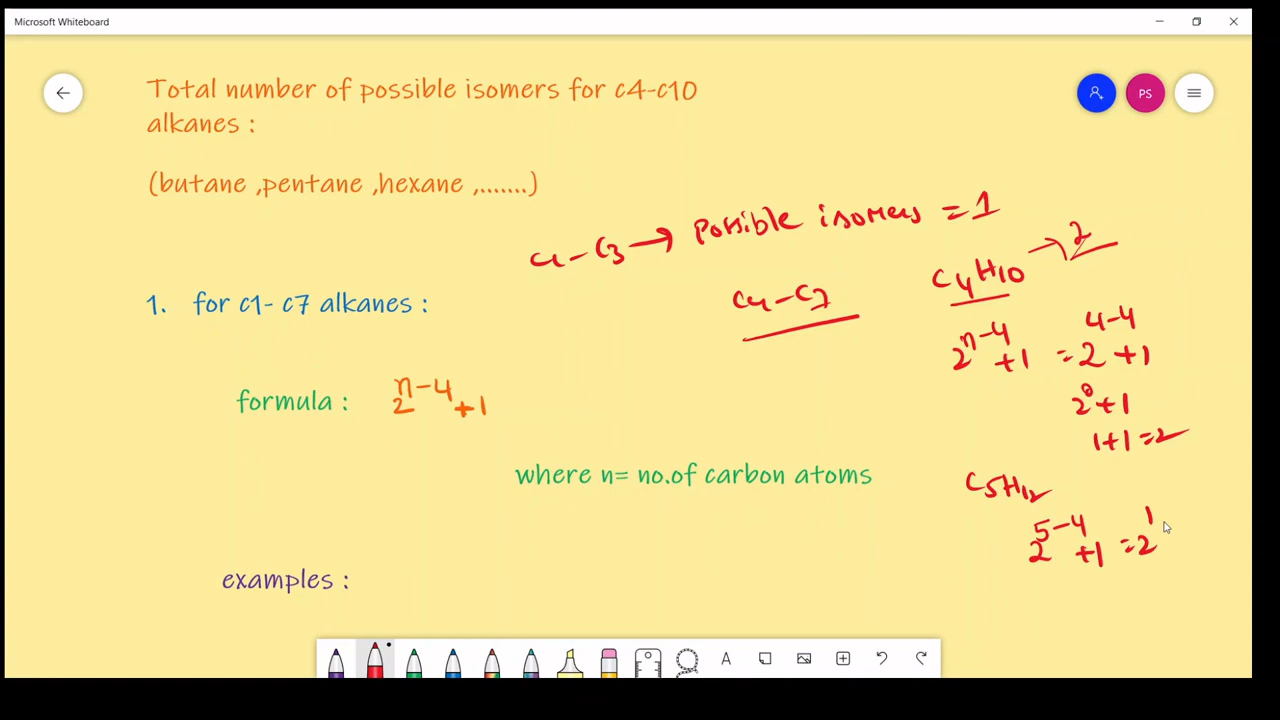 Microsoft Whiteboard
Total number of possible isomers for c4-c10
alkanes :
PS
(butane ,pentane ,hexane ,.......)
C1-C3 → possible isomers = 1
C4H10 → 2
1. for c1- c7 alkanes :
C4-C7
2^{n-4} + 1 = 2^{4-4} + 1
formula : 2^{n-4} + 1
2^0 + 1
1+1 = 2
where n= no.of carbon atoms
C5H12
2^{5-4} + 1 = 2^1
examples :
A